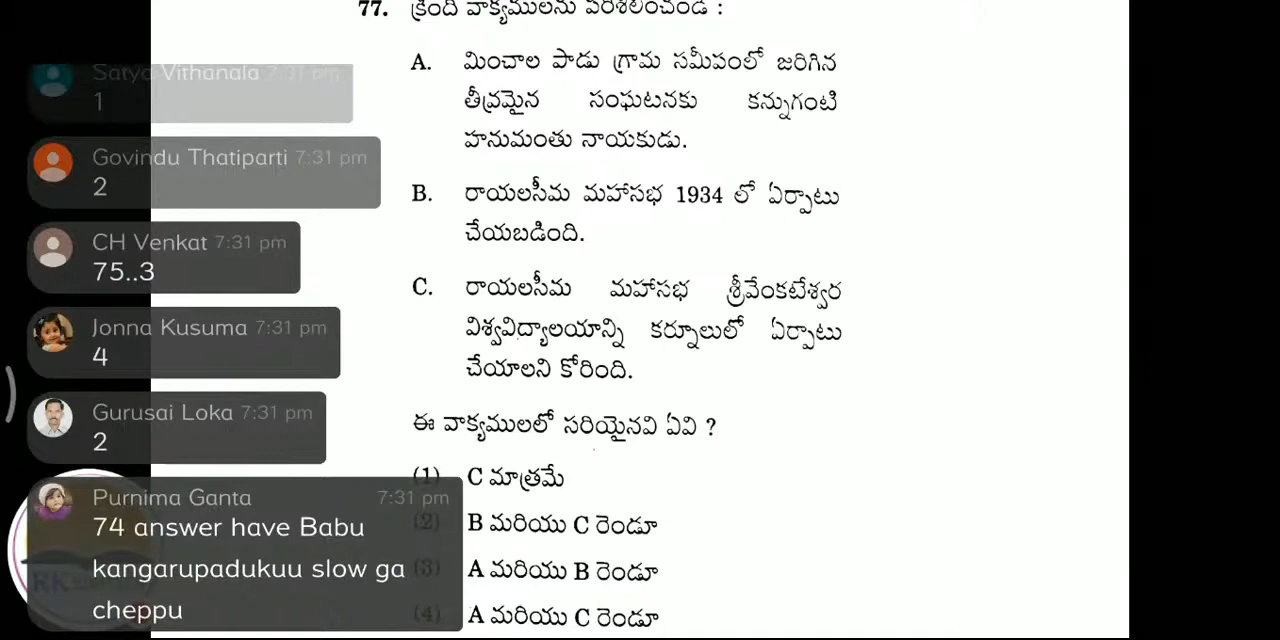 77. క్రింది వాక్యములను పరిశీలించండి :
A. మించాల పాడు గ్రామ సమీపంలో జరిగిన
తీవ్రమైన సంఘటనకు కన్నుగంటి
హనుమంతు నాయకుడు.
B. రాయలసీమ మహాసభ 1934 లో ఏర్పాటు
చేయబడింది.
C. రాయలసీమ మహాసభ శ్రీవేంకటేశ్వర
విశ్వవిద్యాలయాన్ని కర్నూలులో ఏర్పాటు
చేయాలని కోరింది.
ఈ వాక్యములలో సరియైనవి ఏవి ?
(1) C మాత్రమే
(2) B మరియు C రెండూ
(3) A మరియు B రెండూ
(4) A మరియు C రెండూ
Satya Vithanala 7:31 pm
1
Govindu Thatiparti 7:31 pm
2
CH Venkat 7:31 pm
75..3
Jonna Kusuma 7:31 pm
4
Gurusai Loka 7:31 pm
2
Purnima Ganta 7:31 pm
74 answer have Babu
kangarupadukuu slow ga
cheppu
RK